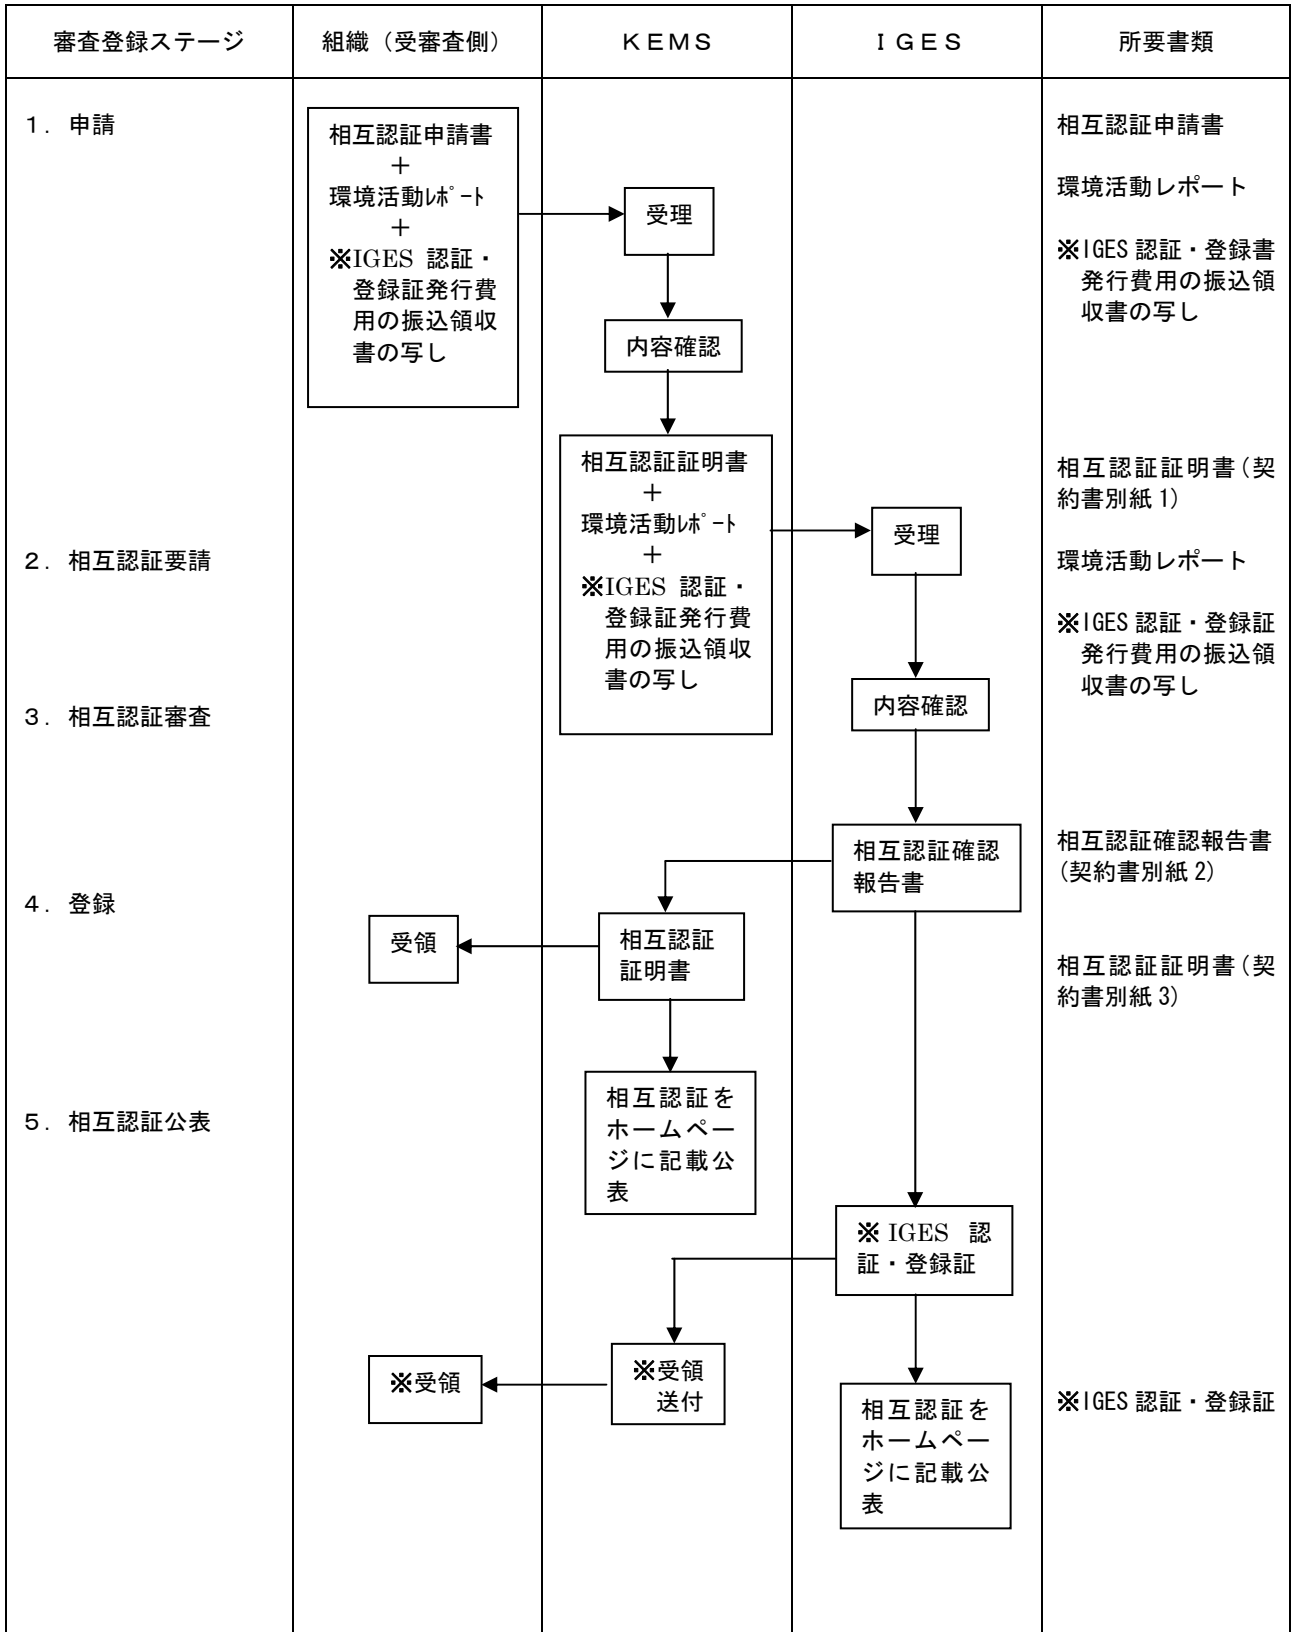 審査登録ステージ
組織（受審査側）
ＫＥＭＳ
ＩＧＥＳ
所要書類
１．申請
相互認証申請書
＋
環境活動ﾚﾎﾟｰﾄ
＋
※IGES 認証・
登録証発行費
用の振込領収
書の写し
受理
内容確認
相互認証申請書
環境活動レポート
※IGES 認証・登録書
発行費用の振込領
収書の写し
２．相互認証要請
相互認証証明書
＋
環境活動ﾚﾎﾟｰﾄ
＋
※IGES 認証・
登録証発行費
用の振込領収
書の写し
受理
相互認証証明書（契
約書別紙 1）
環境活動レポート
※IGES 認証・登録証
発行費用の振込領
収書の写し
３．相互認証審査
内容確認
相互認証確認
報告書
相互認証確認報告書
（契約書別紙 2）
４．登録
受領
相互認証
証明書
相互認証証明書（契
約書別紙 3）
５．相互認証公表
相互認証を
ホームペー
ジに記載公
表
※ IGES 認
証・登録証
※受領
※受領
送付
相互認証を
ホームペー
ジに記載公
表
※IGES 認証・登録証